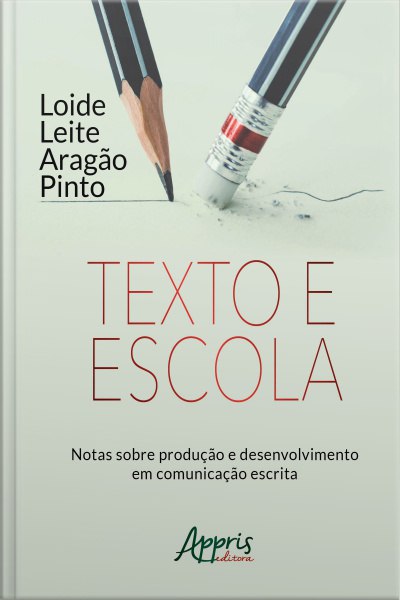 Loide
Leite
Aragão
Pinto
TEXTO E
ESCOLA
Notas sobre produção e desenvolvimento
em comunicação escrita
Appris
editora